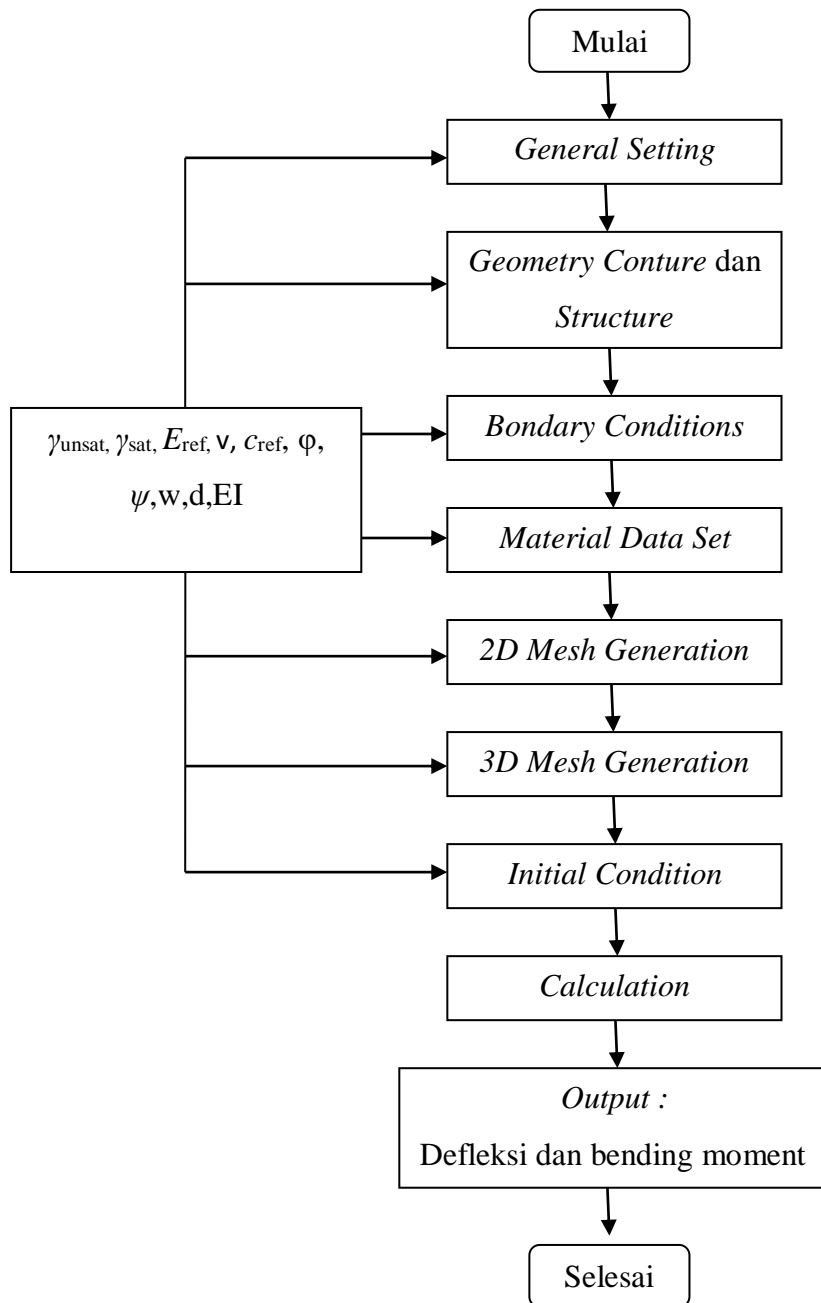 Mulai
General Setting
Geometry Conture dan
Structure
γunsat, γsat, Eref, ν, cref, φ,
ψ,w,d,EI
Bondary Conditions
Material Data Set
2D Mesh Generation
3D Mesh Generation
Initial Condition
Calculation
Output :
Defleksi dan bending moment
Selesai